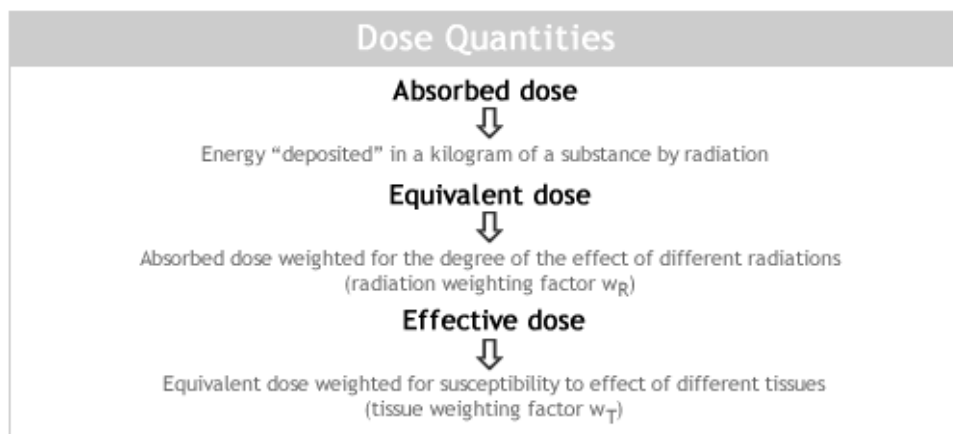 Dose Quantities
Absorbed dose
Energy “deposited” in a kilogram of a substance by radiation
Equivalent dose
Absorbed dose weighted for the degree of the effect of different radiations
(radiation weighting factor wR)
Effective dose
Equivalent dose weighted for susceptibility to effect of different tissues
(tissue weighting factor wT)